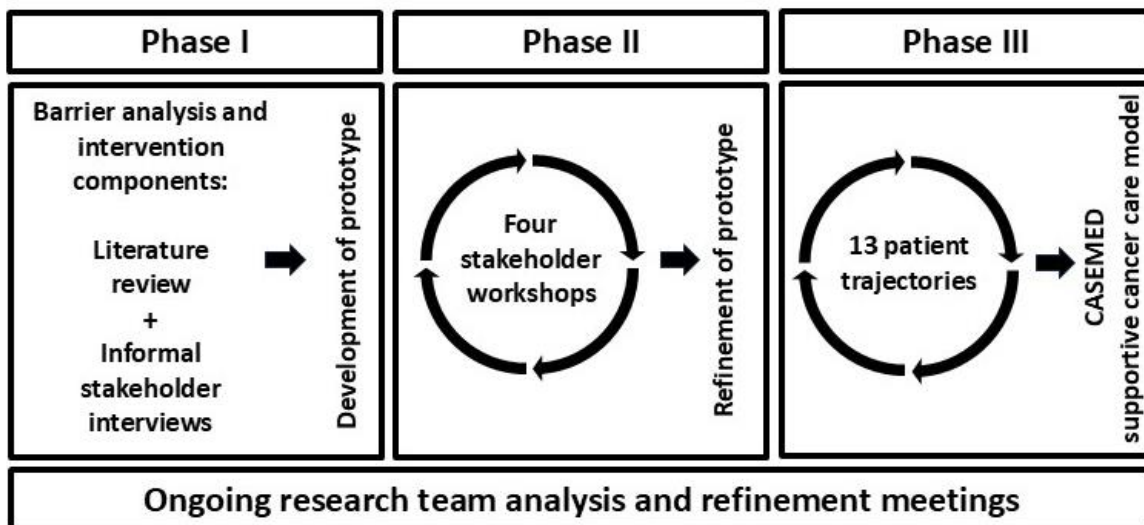 Phase I
Phase II
Phase III
Barrier analysis and
intervention
components:
Literature
review
+
Informal
stakeholder
interviews
Development of prototype
Four
stakeholder
workshops
Refinement of prototype
13 patient
trajectories
CASEMED
supportive cancer care model
Ongoing research team analysis and refinement meetings